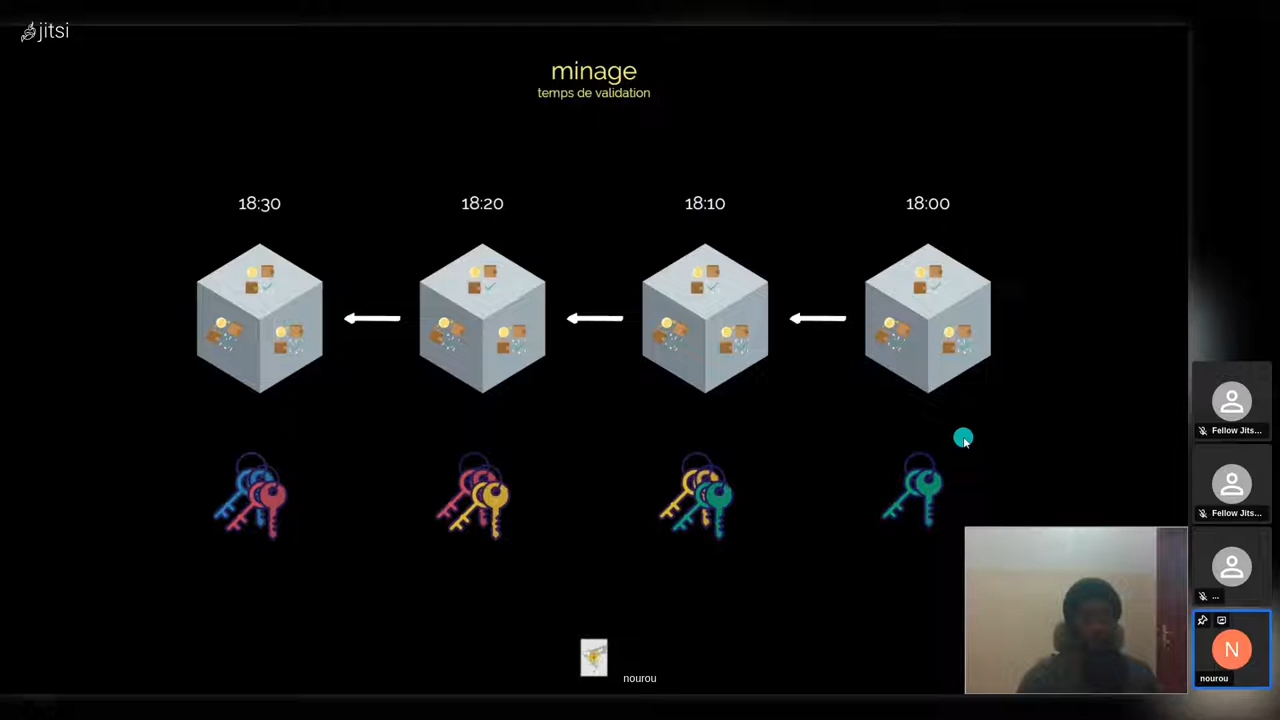 jitsi
minage
temps de validation
18:30 18:20 18:10 18:00
Fellow Jits...
Fellow Jits...
...
N
nourou
nourou